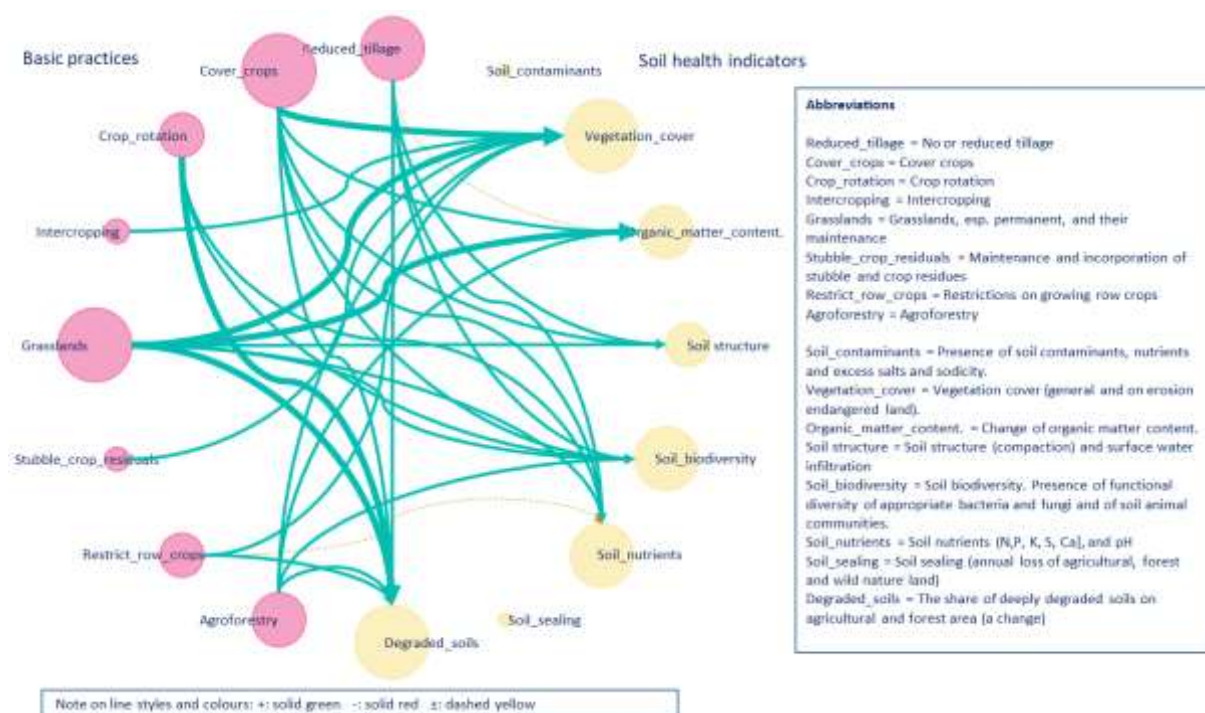 Basic practices
Soil health indicators
Reduced_tillage
Cover_crops
Soil_contaminants
Crop_rotation
Vegetation_cover
Intercropping
Organic_matter_content.
Grasslands
Soil structure
Stubble_crop_residuals
Soil_biodiversity
Restrict_row_crops
Soil_nutrients
Agroforestry
Soil_sealing
Degraded_soils
Abbreviations
Reduced_tillage = No or reduced tillage
Cover_crops = Cover crops
Crop_rotation = Crop rotation
Intercropping = Intercropping
Grasslands = Grasslands, esp. permanent, and their
maintenance
Stubble_crop_residuals = Maintenance and incorporation of
stubble and crop residues
Restrict_row_crops = Restrictions on growing row crops
Agroforestry = Agroforestry
Soil_contaminants = Presence of soil contaminants, nutrients
and excess salts and sodicity.
Vegetation_cover = Vegetation cover (general and on erosion
endangered land).
Organic_matter_content. = Change of organic matter content.
Soil structure = Soil structure (compaction) and surface water
infiltration
Soil_biodiversity = Soil biodiversity. Presence of functional
diversity of appropriate bacteria and fungi and of soil animal
communities.
Soil_nutrients = Soil nutrients (N,P, K, S, Ca], and pH
Soil_sealing = Soil sealing (annual loss of agricultural, forest
and wild nature land)
Degraded_soils = The share of deeply degraded soils on
agricultural and forest area (a change)
Note on line styles and colours: +: solid green -: solid red ±: dashed yellow